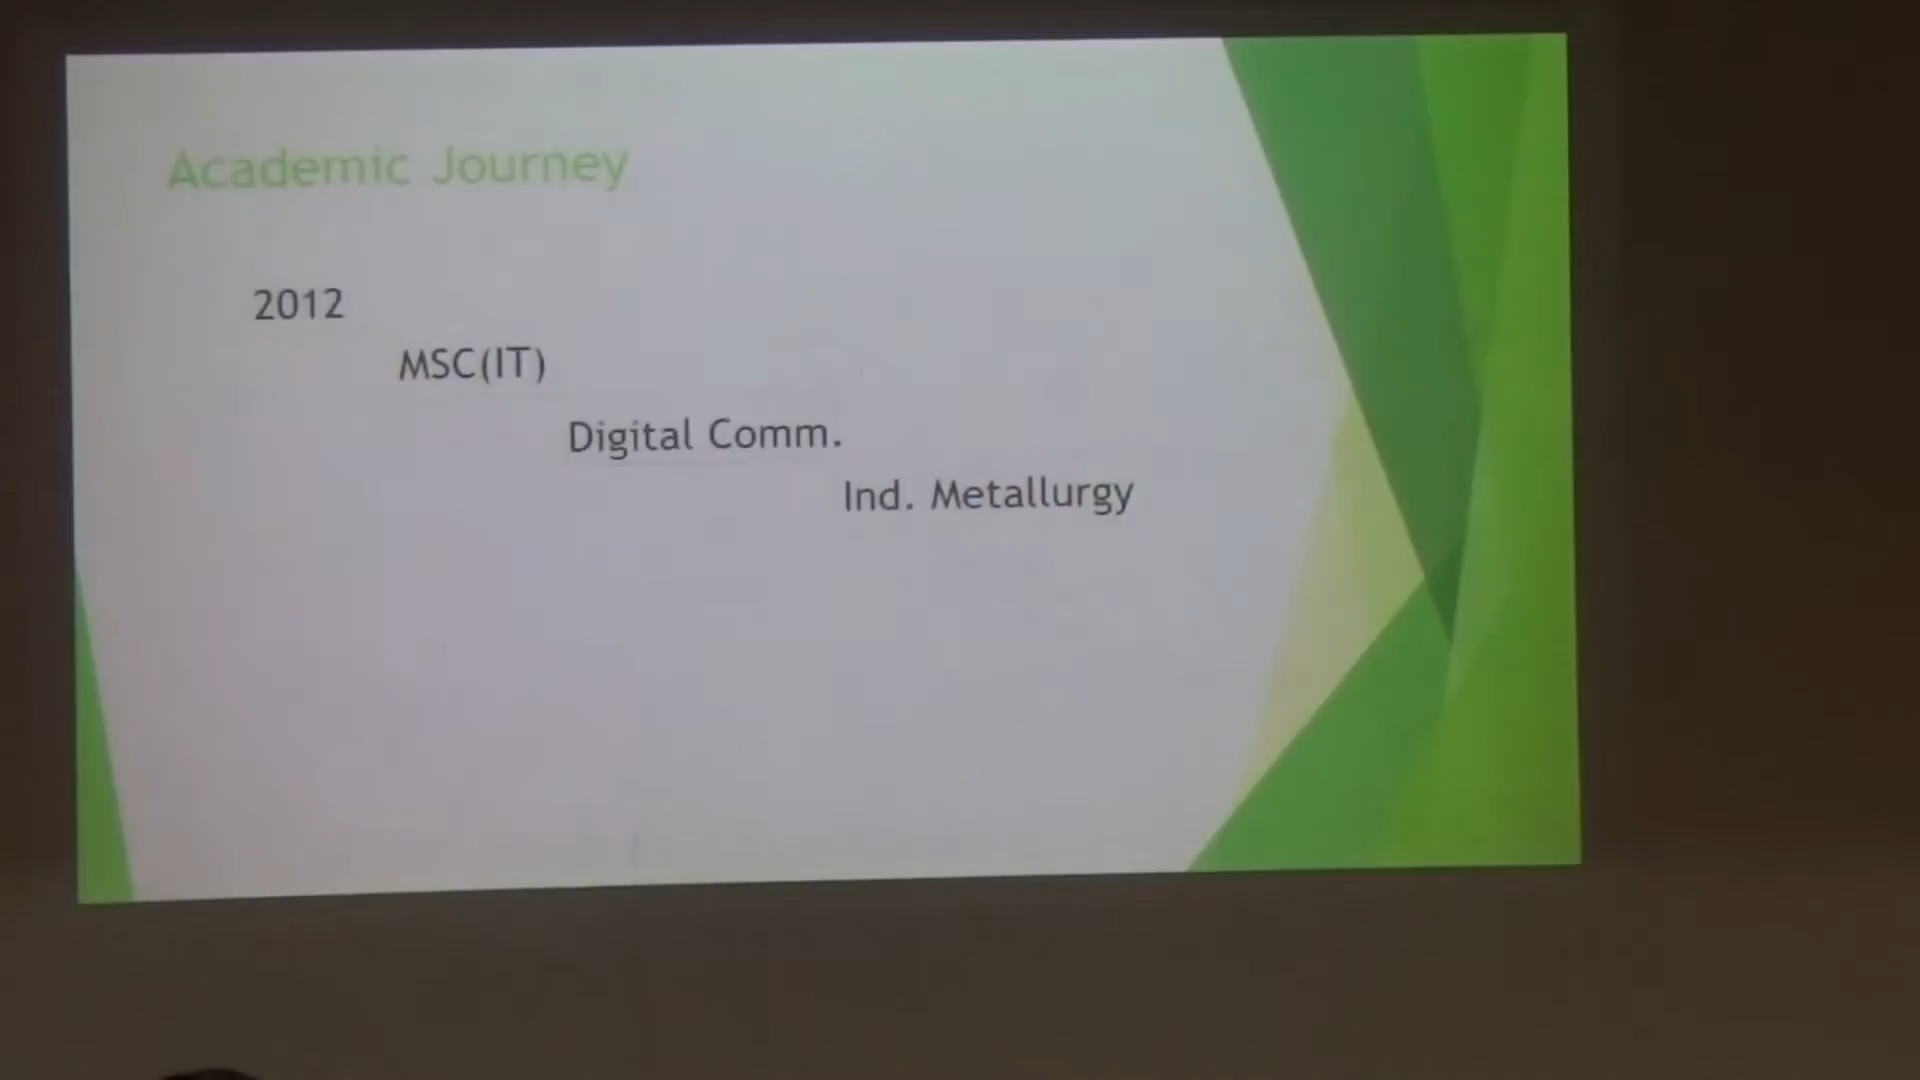 Academic Journey
2012
MSC(IT)
Digital Comm.
Ind. Metallurgy